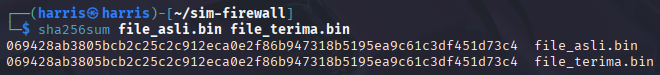 ┌──(harris㉿harris)-[~/sim-firewall]
└─$ sha256sum file_asli.bin file_terima.bin
069428ab3805bcb2c25c2c912eca0e2f86b947318b5195ea9c61c3df451d73c4  file_asli.bin
069428ab3805bcb2c25c2c912eca0e2f86b947318b5195ea9c61c3df451d73c4  file_terima.bin